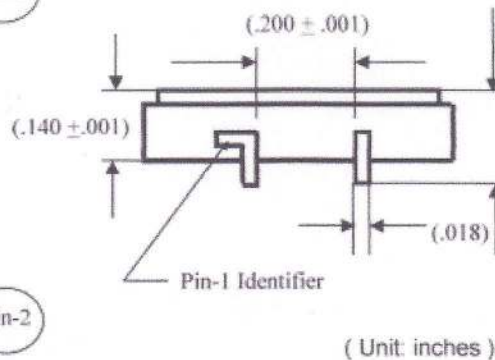 (.200 ± .001)
(.140 ±.001)
(.018)
Pin-1 Identifier
n-2
( Unit: inches )